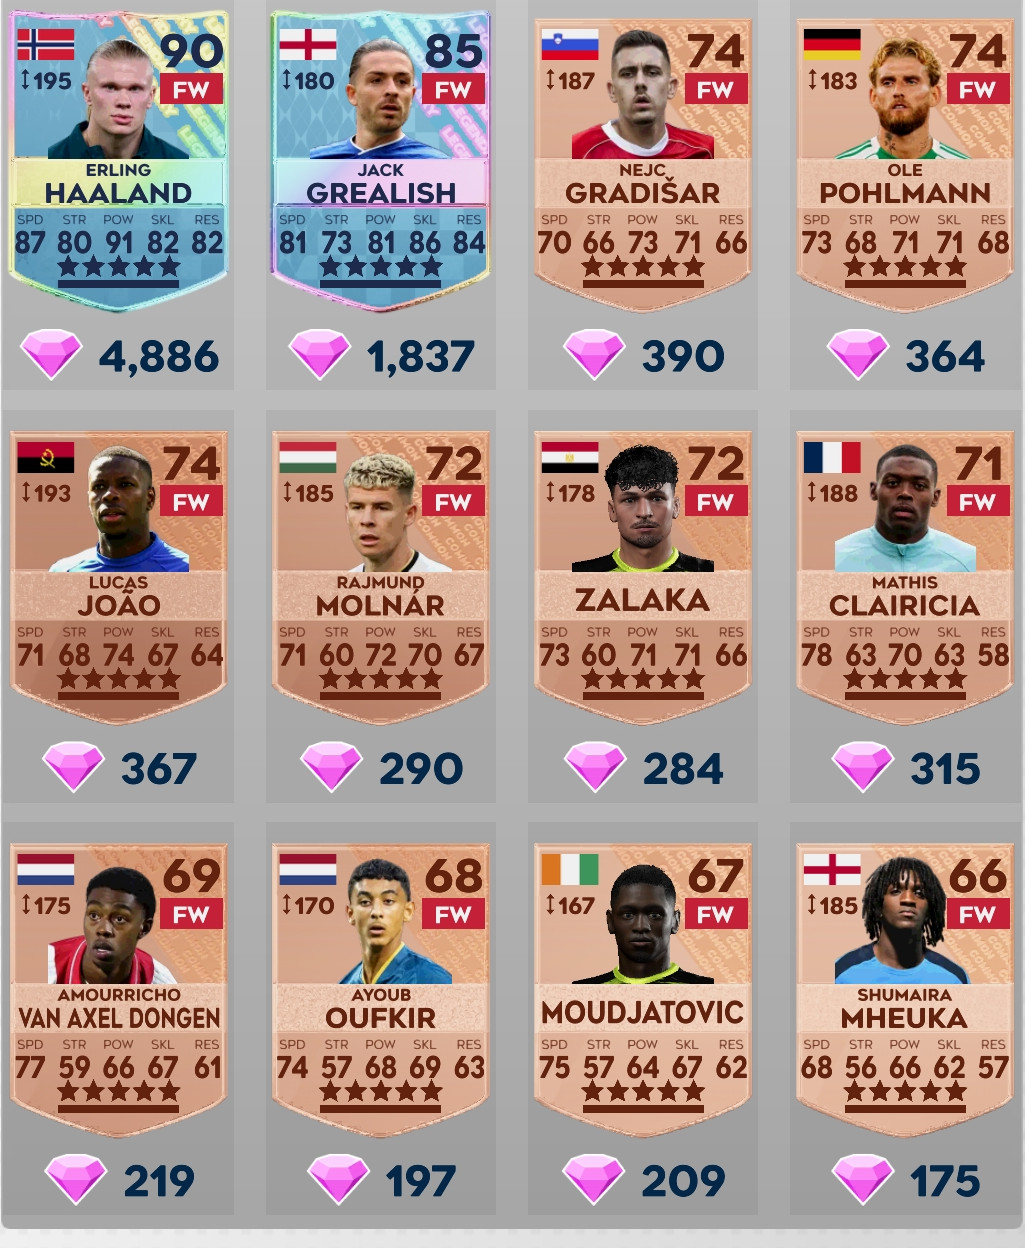 90
195
FW
ERLING
HAALAND
SPD STR POW SKL RES
87 80 91 82 82
4,886
85
180
FW
JACK
GREALISH
SPD STR POW SKL RES
81 73 81 86 84
1,837
74
187
FW
NEJC
GRADIŠAR
SPD STR POW SKL RES
70 66 73 71 66
390
74
183
FW
OLE
POHLMANN
SPD STR POW SKL RES
73 68 71 71 68
364
74
193
FW
LUCAS
JOÃO
SPD STR POW SKL RES
71 68 74 67 64
367
72
185
FW
RAJMUND
MOLNÁR
SPD STR POW SKL RES
71 60 72 70 67
290
72
178
FW
ZALAKA
SPD STR POW SKL RES
73 60 71 71 66
284
71
188
FW
MATHIS
CLAIRICIA
SPD STR POW SKL RES
78 63 70 63 58
315
69
175
FW
AMOURRICHO
VAN AXEL DONGEN
SPD STR POW SKL RES
77 59 66 67 61
219
68
170
FW
AYOUB
OUFKIR
SPD STR POW SKL RES
74 57 68 69 63
197
67
167
FW
MOUDJATOVIC
SPD STR POW SKL RES
75 57 64 67 62
209
66
185
FW
SHUMAIRA
MHEUKA
SPD STR POW SKL RES
68 56 66 62 57
175